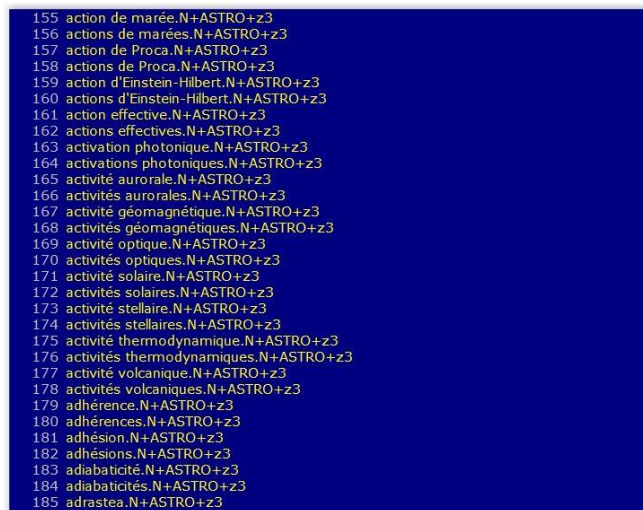 155 action de marée.N+ASTRO+z3
156 actions de marées.N+ASTRO+z3
157 action de Proca.N+ASTRO+z3
158 actions de Proca.N+ASTRO+z3
159 action d'Einstein-Hilbert.N+ASTRO+z3
160 actions d'Einstein-Hilbert.N+ASTRO+z3
161 action effective.N+ASTRO+z3
162 actions effectives.N+ASTRO+z3
163 activation photonique.N+ASTRO+z3
164 activations photoniques.N+ASTRO+z3
165 activité aurorale.N+ASTRO+z3
166 activités aurorales.N+ASTRO+z3
167 activité géomagnétique.N+ASTRO+z3
168 activités géomagnétiques.N+ASTRO+z3
169 activité optique.N+ASTRO+z3
170 activités optiques.N+ASTRO+z3
171 activité solaire.N+ASTRO+z3
172 activités solaires.N+ASTRO+z3
173 activité stellaire.N+ASTRO+z3
174 activités stellaires.N+ASTRO+z3
175 activité thermodynamique.N+ASTRO+z3
176 activités thermodynamiques.N+ASTRO+z3
177 activité volcanique.N+ASTRO+z3
178 activités volcaniques.N+ASTRO+z3
179 adhérence.N+ASTRO+z3
180 adhérences.N+ASTRO+z3
181 adhésion.N+ASTRO+z3
182 adhésions.N+ASTRO+z3
183 adiabaticité.N+ASTRO+z3
184 adiabaticités.N+ASTRO+z3
185 adrastea.N+ASTRO+z3